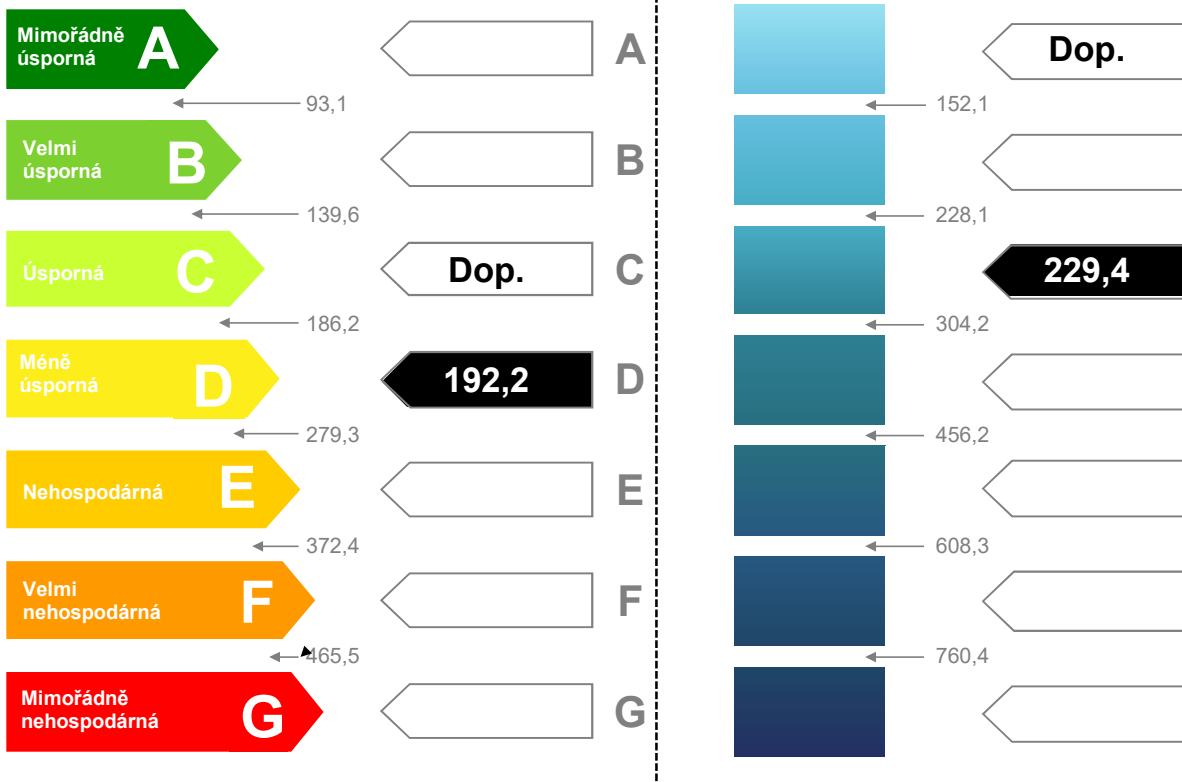 Mimořádně
úsporná
A
A
Dop.
93,1
152,1
Velmi
úsporná
B
B
139,6
228,1
Úsporná
C
Dop.
C
229,4
186,2
304,2
Méně
úsporná
D
192,2
D
279,3
456,2
Nehospodárná
E
E
372,4
608,3
Velmi
nehospodárná
F
F
465,5
760,4
Mimořádně
nehospodárná
G
G